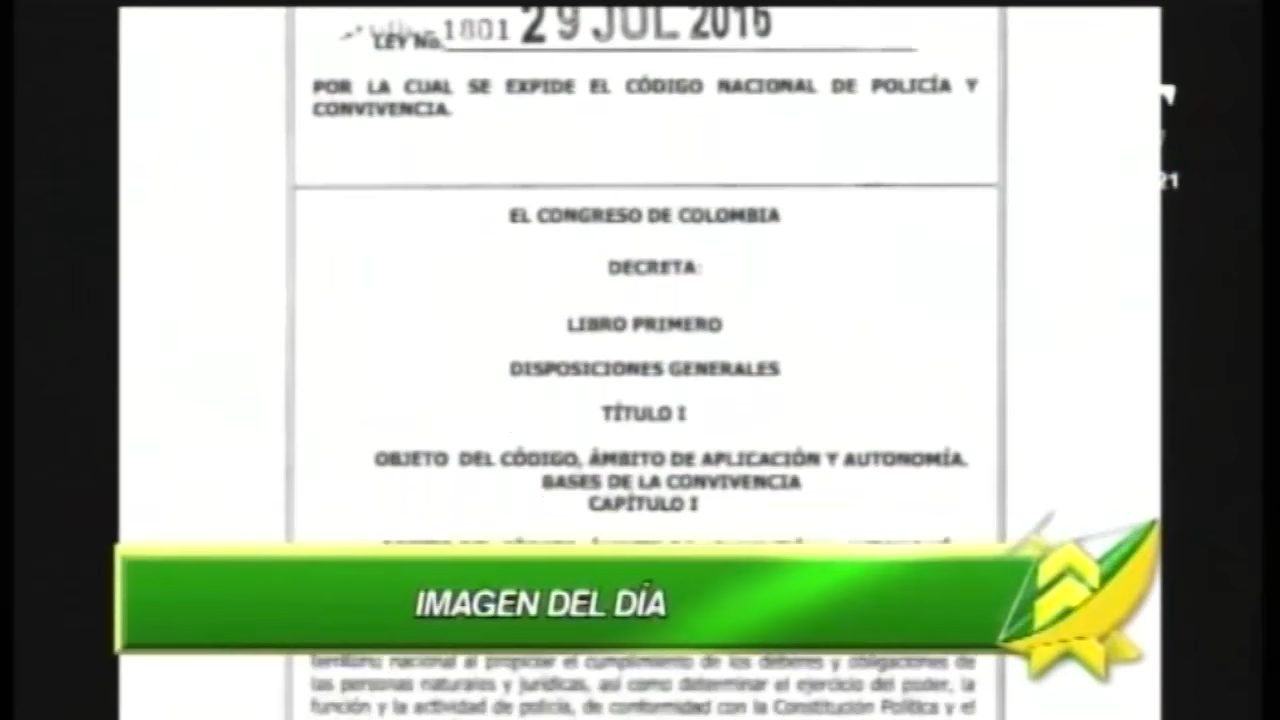 LEY No. 1801 29 JUL 2016
POR LA CUAL SE EXPIDE EL CÓDIGO NACIONAL DE POLICÍA Y
CONVIVENCIA.
EL CONGRESO DE COLOMBIA
DECRETA:
LIBRO PRIMERO
DISPOSICIONES GENERALES
TÍTULO I
OBJETO DEL CÓDIGO, ÁMBITO DE APLICACIÓN Y AUTONOMÍA.
BASES DE LA CONVIVENCIA
CAPÍTULO I
IMAGEN DEL DÍA
territorio nacional al propiciar el cumplimiento de los deberes y obligaciones de
las personas naturales y jurídicas, así como determinar el ejercicio del poder, la
función y la actividad de policía, de conformidad con la Constitución Política y el
21